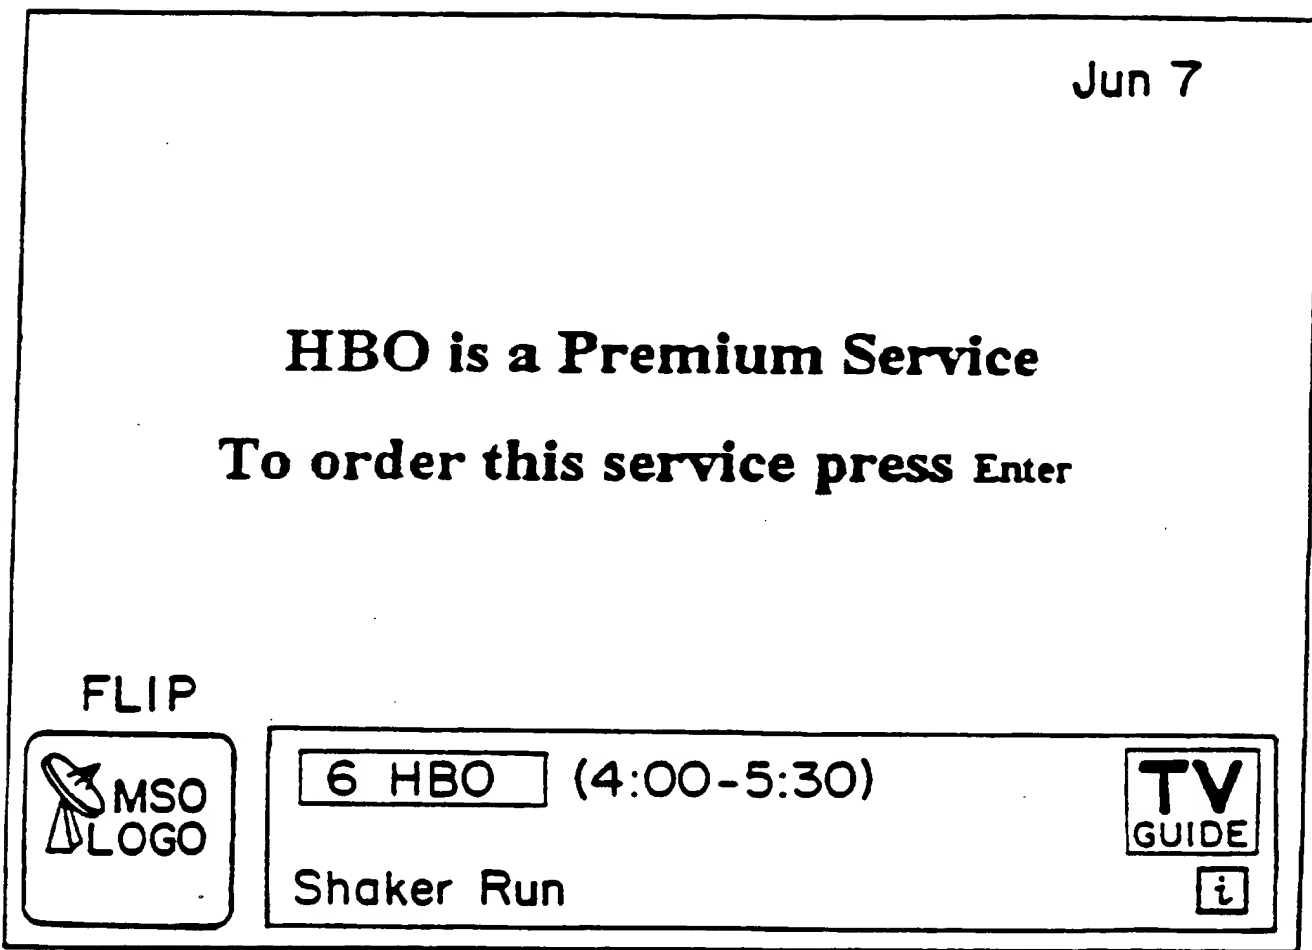 Jun 7
HBO is a Premium Service
To order this service press Enter
FLIP
MSO
LOGO
6 HBO (4:00-5:30)
TV
GUIDE
Shaker Run
i